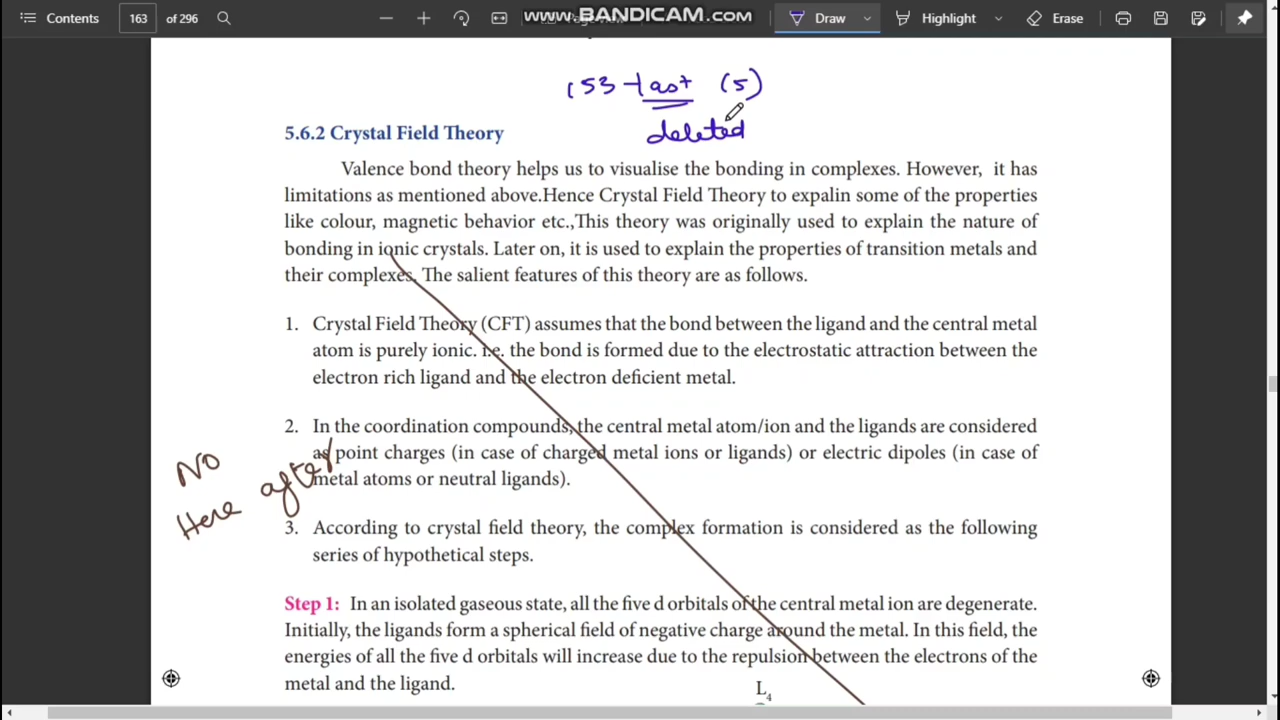 Contents 163 of 296 Draw Highlight Erase
WWW.BANDICAM.COM
153 - last (5)
deleted
5.6.2 Crystal Field Theory
Valence bond theory helps us to visualise the bonding in complexes. However, it has
limitations as mentioned above.Hence Crystal Field Theory to expalin some of the properties
like colour, magnetic behavior etc.,This theory was originally used to explain the nature of
bonding in ionic crystals. Later on, it is used to explain the properties of transition metals and
their complexes. The salient features of this theory are as follows.
1. Crystal Field Theory (CFT) assumes that the bond between the ligand and the central metal
atom is purely ionic. i.e. the bond is formed due to the electrostatic attraction between the
electron rich ligand and the electron deficient metal.
2. In the coordination compounds, the central metal atom/ion and the ligands are considered
as point charges (in case of charged metal ions or ligands) or electric dipoles (in case of
metal atoms or neutral ligands).
No
Here after
3. According to crystal field theory, the complex formation is considered as the following
series of hypothetical steps.
Step 1: In an isolated gaseous state, all the five d orbitals of the central metal ion are degenerate.
Initially, the ligands form a spherical field of negative charge around the metal. In this field, the
energies of all the five d orbitals will increase due to the repulsion between the electrons of the
metal and the ligand.
L4